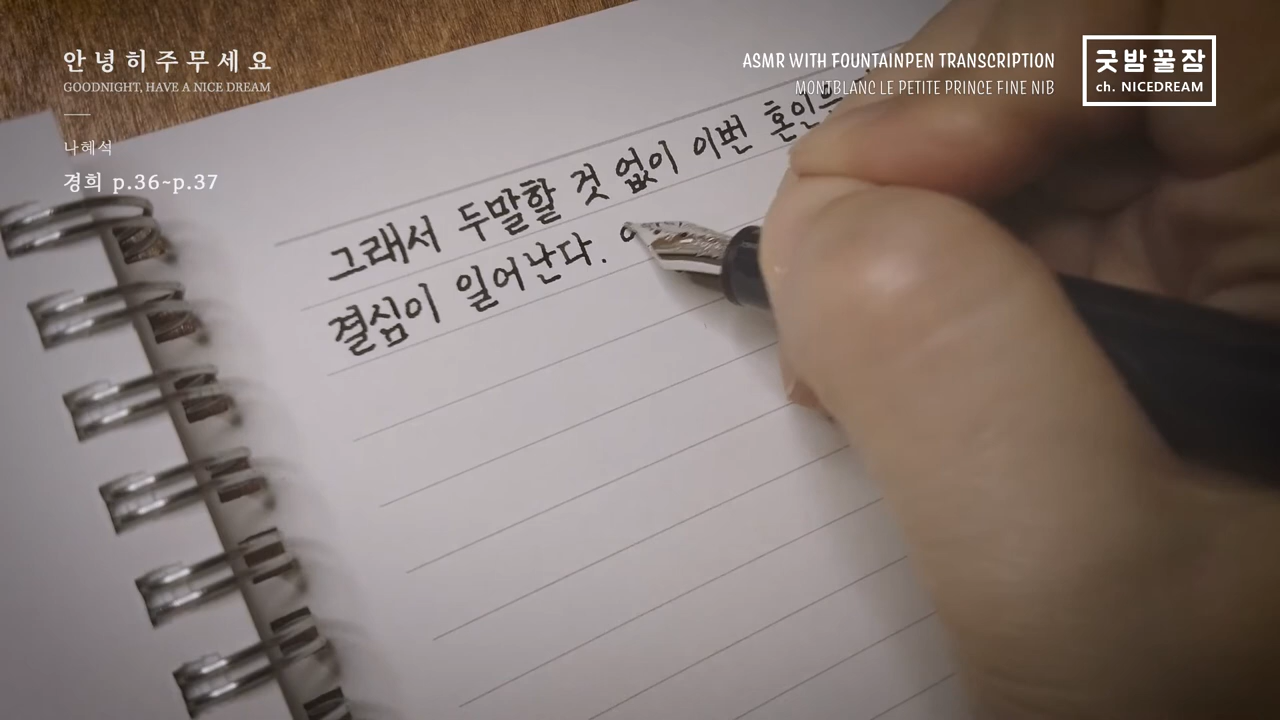 안녕히주무세요
GOODNIGHT, HAVE A NICE DREAM
나혜석
경희 p.36~p.37
ASMR WITH FOUNTAINPEN TRANSCRIPTION
MONTBLANC LE PETITE PRINCE FINE NIB
굿밤꿀잠
ch. NICEDREAM
그래서 두말할 것 없이 이번 혼인은
결심이 일어난다.